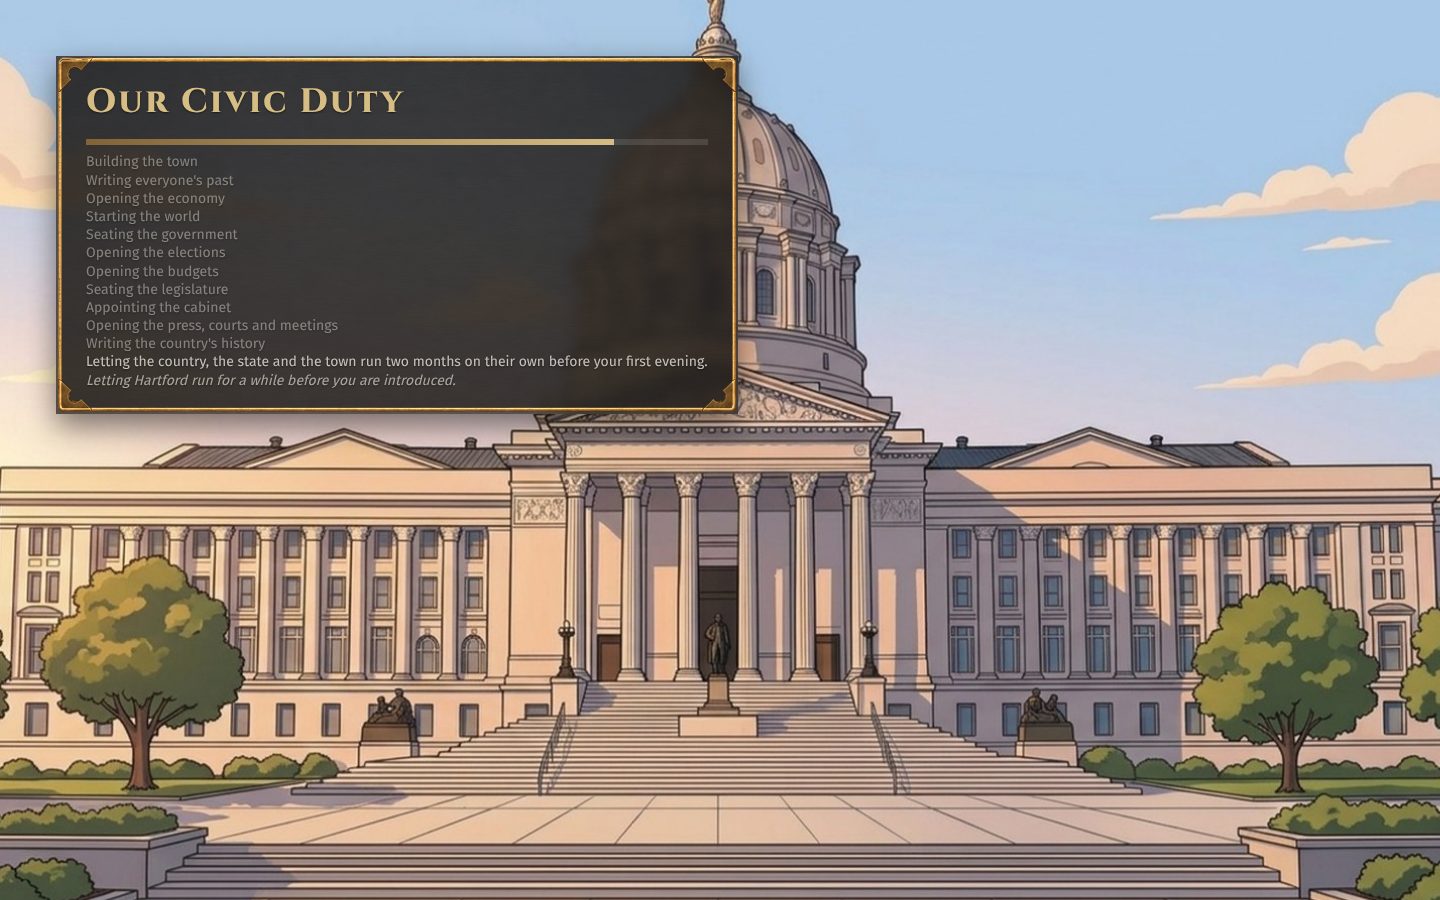 Our Civic Duty
Building the town
Writing everyone's past
Opening the economy
Starting the world
Seating the government
Opening the elections
Opening the budgets
Seating the legislature
Appointing the cabinet
Opening the press, courts and meetings
Writing the country's history
Letting the country, the state and the town run two months on their own before your first evening.
Letting Hartford run for a while before you are introduced.